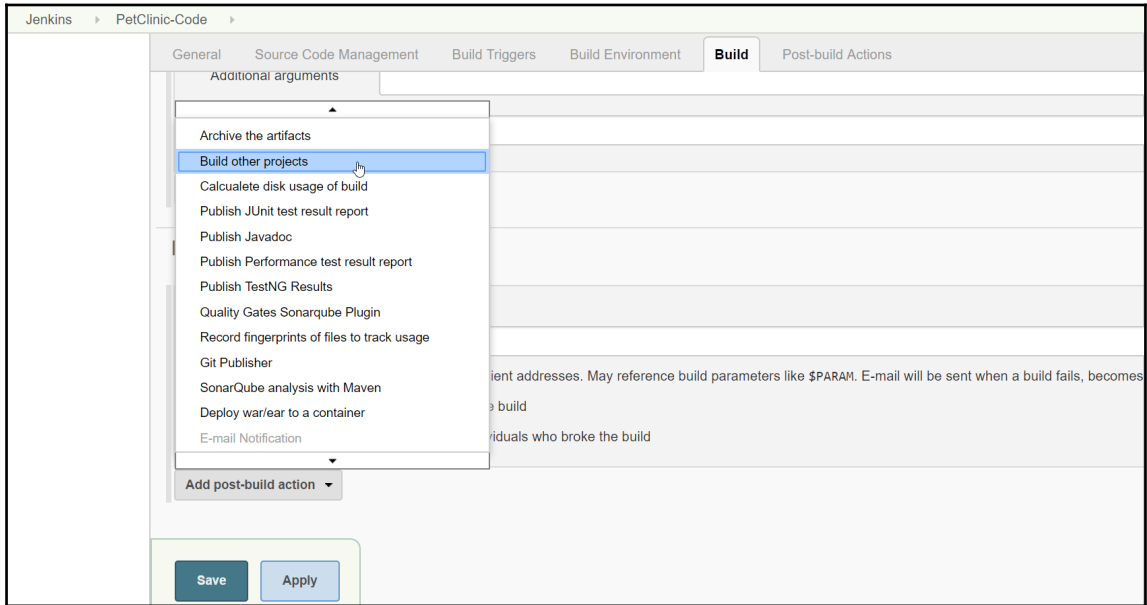 Jenkins PetClinic-Code
General Source Code Management Build Triggers Build Environment Build Post-build Actions
Additional arguments
Archive the artifacts
Build other projects
Calcualete disk usage of build
Publish JUnit test result report
Publish Javadoc
Publish Performance test result report
Publish TestNG Results
Quality Gates Sonarqube Plugin
Record fingerprints of files to track usage
Git Publisher
SonarQube analysis with Maven
ient addresses. May reference build parameters like $PARAM. E-mail will be sent when a build fails, becomes
Deploy war/ear to a container
build
E-mail Notification
viduals who broke the build
Add post-build action
Save Apply